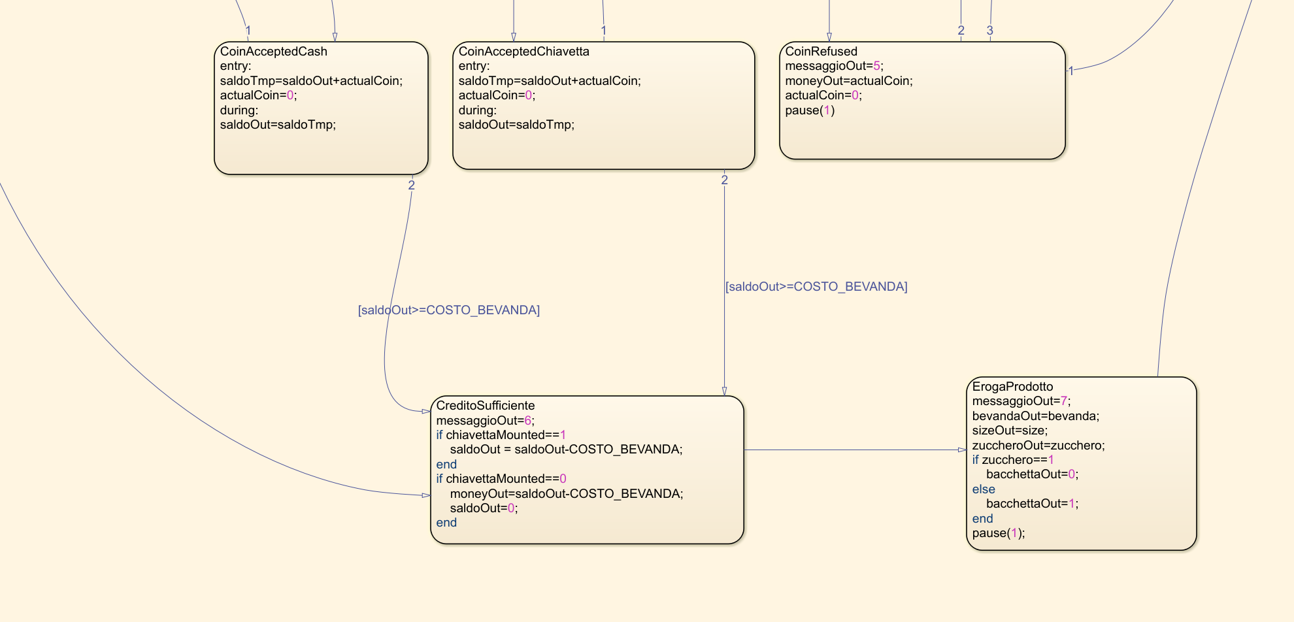 1
1
2
3
CoinAcceptedCash
entry:
saldoTmp=saldoOut+actualCoin;
actualCoin=0;
during:
saldoOut=saldoTmp;
2
CoinAcceptedChiavetta
entry:
saldoTmp=saldoOut+actualCoin;
actualCoin=0;
during:
saldoOut=saldoTmp;
2
CoinRefused
messaggioOut=5;
moneyOut=actualCoin;
actualCoin=0;
pause(1)
1
[saldoOut>=COSTO_BEVANDA]
[saldoOut>=COSTO_BEVANDA]
CreditoSufficiente
messaggioOut=6;
if chiavettaMounted==1
saldoOut = saldoOut-COSTO_BEVANDA;
end
if chiavettaMounted==0
moneyOut=saldoOut-COSTO_BEVANDA;
saldoOut=0;
end
ErogaProdotto
messaggioOut=7;
bevandaOut=bevanda;
sizeOut=size;
zuccheroOut=zucchero;
if zucchero==1
bacchettaOut=0;
else
bacchettaOut=1;
end
pause(1);